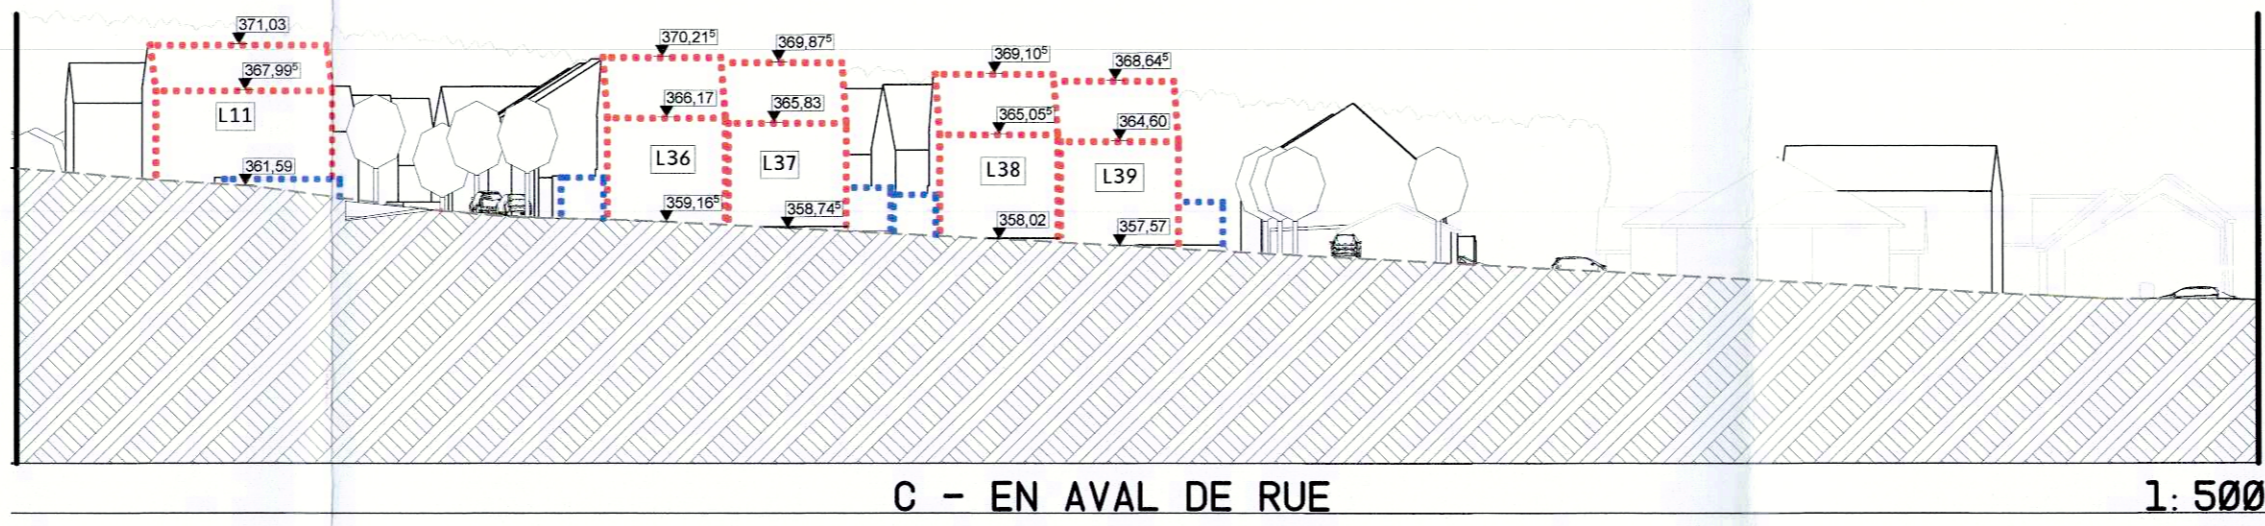 371,03
367,99⁵
L11
361,59
370,21⁵
366,17
L36
359,16⁵
369,87⁵
365,83
L37
358,74⁵
369,10⁵
365,05⁵
L38
358,02
368,64⁵
364,60
L39
357,57
C - EN AVAL DE RUE
1: 500